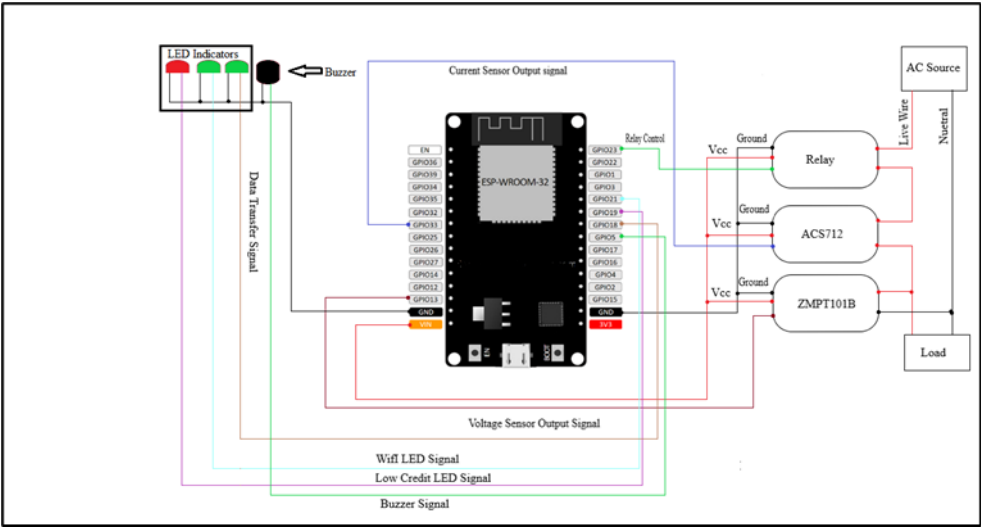 LED Indicators
Buzzer
Current Sensor Output signal
AC Source
Live Wire
Nuetral
Relay Control
Ground
Vcc
Relay
Ground
Vcc
ACS712
Ground
Vcc
ZMPT101B
Load
Data Transfer Signal
ESP-WROOM-32
EN
GPIO36
GPIO39
GPIO34
GPIO35
GPIO32
GPIO33
GPIO25
GPIO26
GPIO27
GPIO14
GPIO12
GPIO13
GND
VIN
GPIO23
GPIO22
GPIO1
GPIO3
GPIO21
GPIO19
GPIO18
GPIO5
GPIO17
GPIO16
GPIO4
GPIO2
GPIO15
GND
3V3
EN
BOOT
Voltage Sensor Output Signal
WifI LED Signal
Low Credit LED Signal
Buzzer Signal